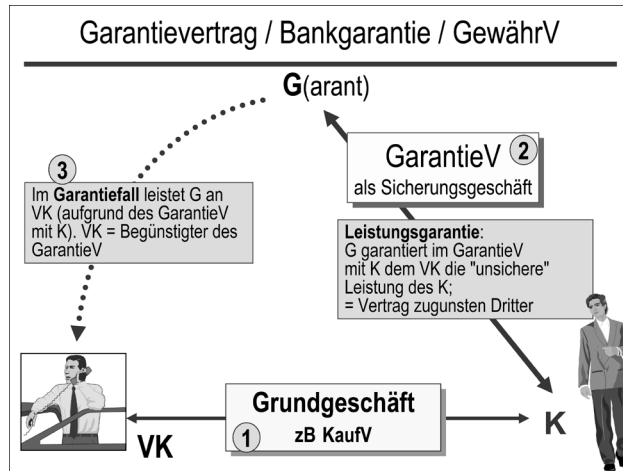 Garantievertrag / Bankgarantie / GewährV
G(arant)
GarantieV 2
als Sicherungsgeschäft
3
Im Garantiefall leistet G an
VK (aufgrund des GarantieV
mit K). VK = Begünstigter des
GarantieV
Leistungsgarantie:
G garantiert im GarantieV
mit K dem VK die "unsichere"
Leistung des K;
= Vertrag zugunsten Dritter
Grundgeschäft
1 zB KaufV
VK
K